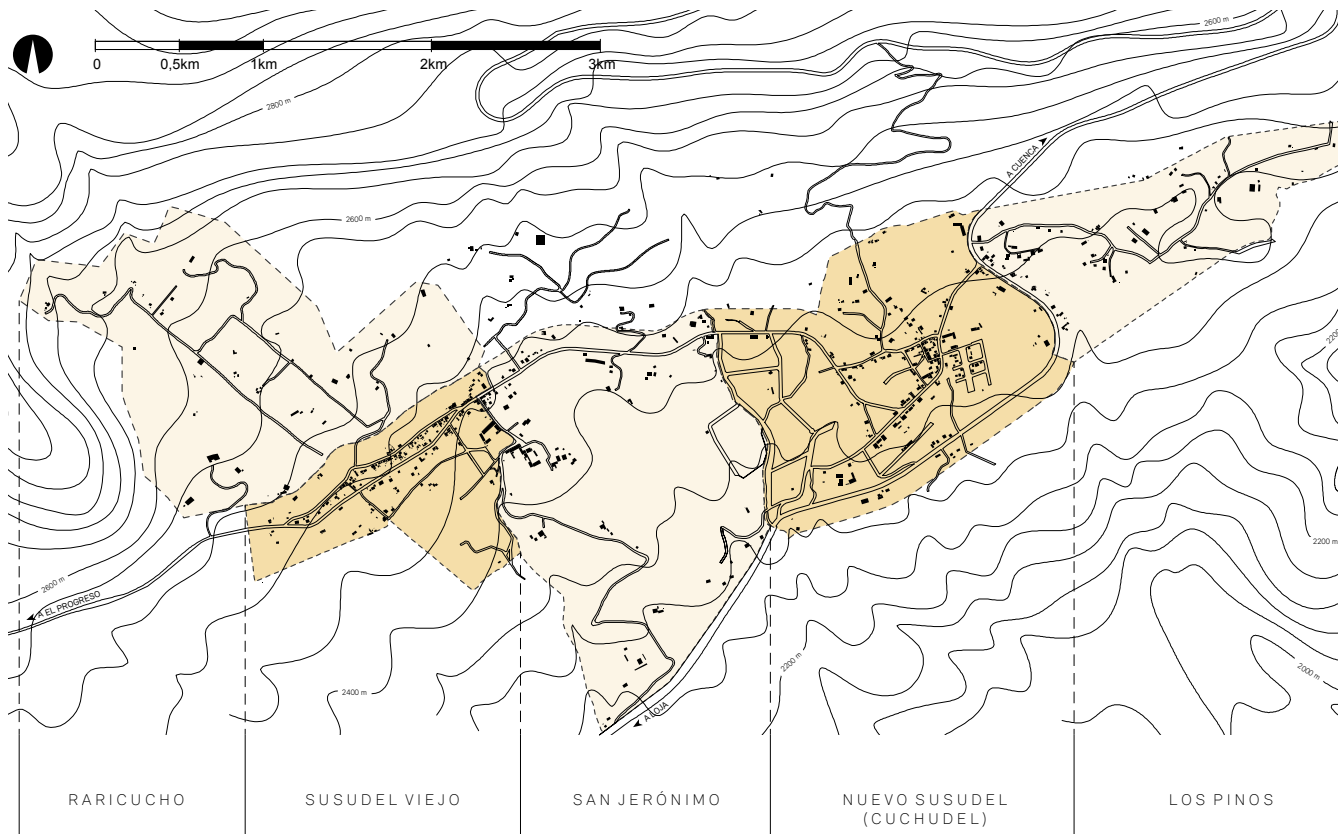 2600 m
0 0,5km 1km 2km 3km
2800 m
A CUENCA
2600 m
2200
2200 m
2600 m
A EL PROGRESO
2200 m
2000 m
2400 m
A LOJA
RARICUCHO
SUSUDEL VIEJO
SAN JERÓNIMO
NUEVO SUSUDEL
(CUCHUDEL)
LOS PINOS